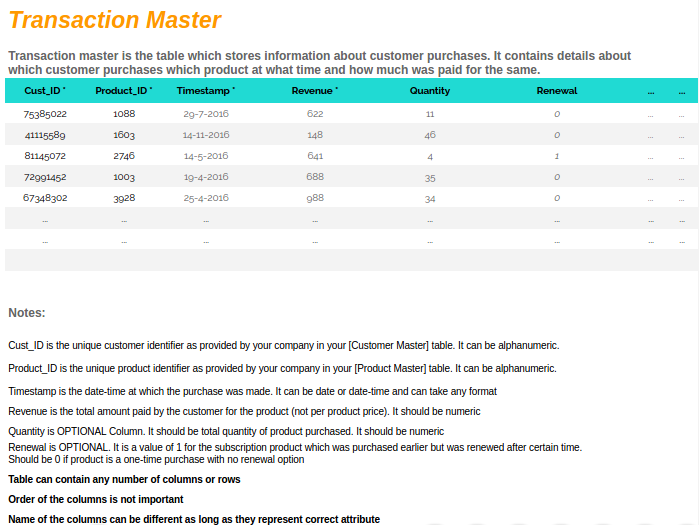 Transaction Master
Transaction master is the table which stores information about customer purchases. It contains details about
which customer purchases which product at what time and how much was paid for the same.
Cust_ID * Product_ID * Timestamp * Revenue * Quantity Renewal ... ...
75385022 1088 29-7-2016 622 11 0 ... ...
41115589 1603 14-11-2016 148 46 0 ... ...
81145072 2746 14-5-2016 641 4 1 ... ...
72991452 1003 19-4-2016 688 35 0 ... ...
67348302 3928 25-4-2016 988 34 0 ... ...
... ... ... ... ... ... ... ...
... ... ... ... ... ... ... ...
Notes:
Cust_ID is the unique customer identifier as provided by your company in your [Customer Master] table. It can be alphanumeric.
Product_ID is the unique product identifier as provided by your company in your [Product Master] table. It can be alphanumeric.
Timestamp is the date-time at which the purchase was made. It can be date or date-time and can take any format
Revenue is the total amount paid by the customer for the product (not per product price). It should be numeric
Quantity is OPTIONAL Column. It should be total quantity of product purchased. It should be numeric
Renewal is OPTIONAL. It is a value of 1 for the subscription product which was purchased earlier but was renewed after certain time.
Should be 0 if product is a one-time purchase with no renewal option
Table can contain any number of columns or rows
Order of the columns is not important
Name of the columns can be different as long as they represent correct attribute